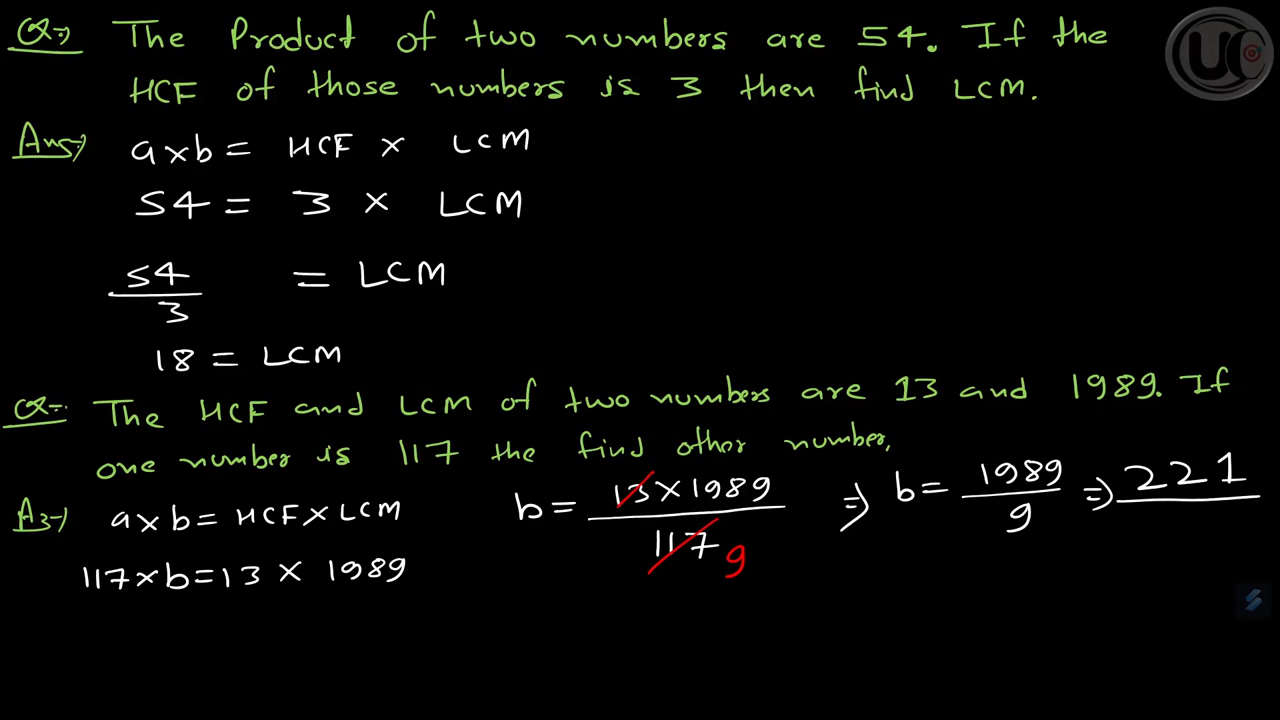 Q:-) The Product of two numbers are 54. If the
HCF of those numbers is 3 then find LCM.
Ans:-) a×b = HCF × LCM
54 = 3 × LCM
54/3 = LCM
18 = LCM
Q:-. The HCF and LCM of two numbers are 13 and 1989. If
one number is 117 the find other number.
A3-) a×b = HCF×LCM
117×b=13 × 1989
b = 13×1989/117 9
=> b = 1989/9 => 221
UC